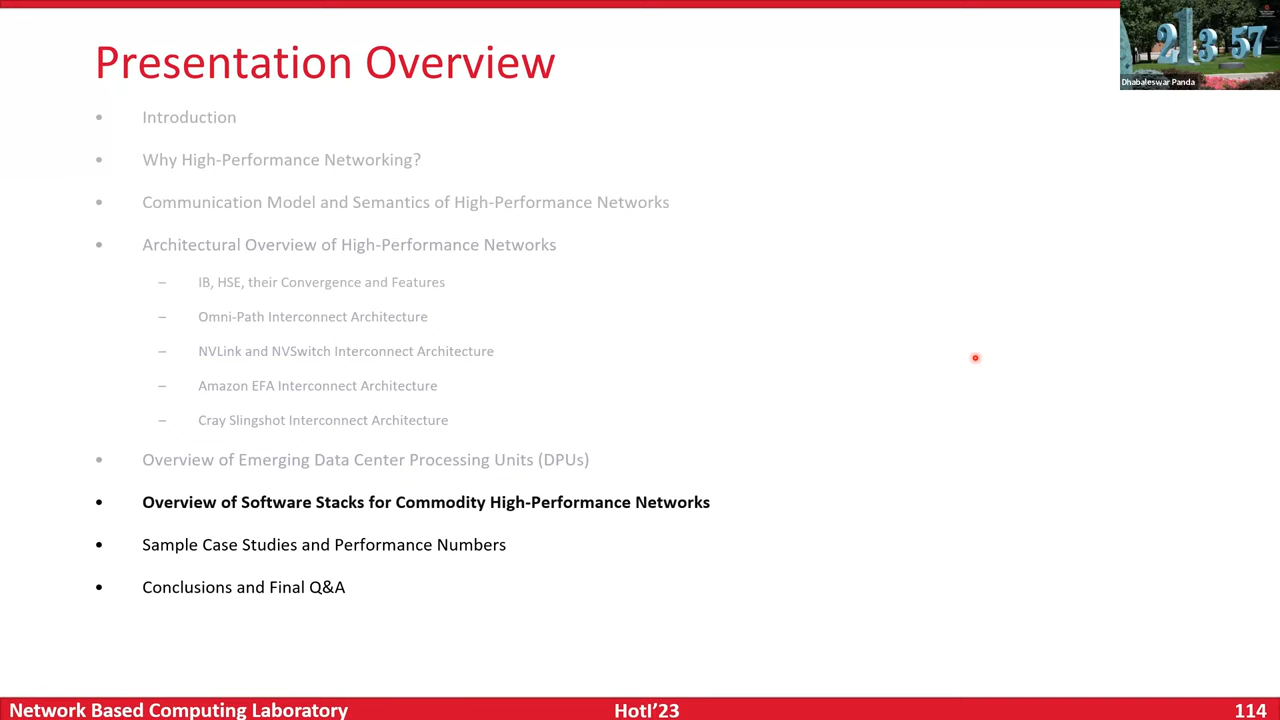 Presentation Overview
Dhabaleswar Panda
• Introduction
• Why High-Performance Networking?
• Communication Model and Semantics of High-Performance Networks
• Architectural Overview of High-Performance Networks
– IB, HSE, their Convergence and Features
– Omni-Path Interconnect Architecture
– NVLink and NVSwitch Interconnect Architecture
– Amazon EFA Interconnect Architecture
– Cray Slingshot Interconnect Architecture
• Overview of Emerging Data Center Processing Units (DPUs)
• Overview of Software Stacks for Commodity High-Performance Networks
• Sample Case Studies and Performance Numbers
• Conclusions and Final Q&A
Network Based Computing Laboratory
HotI’23
114